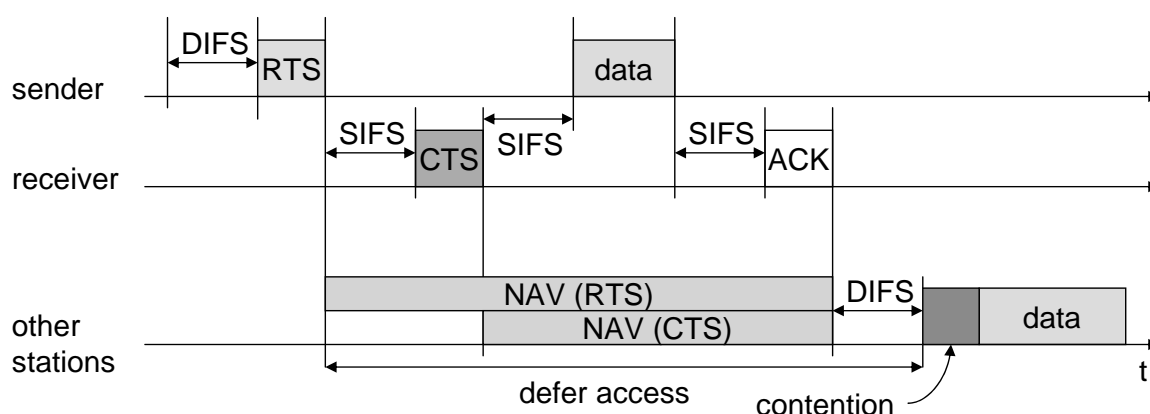 DIFS
RTS
data
sender
SIFS
CTS
SIFS
SIFS
ACK
receiver
NAV (RTS)
DIFS
NAV (CTS)
data
other
stations
t
defer access
contention